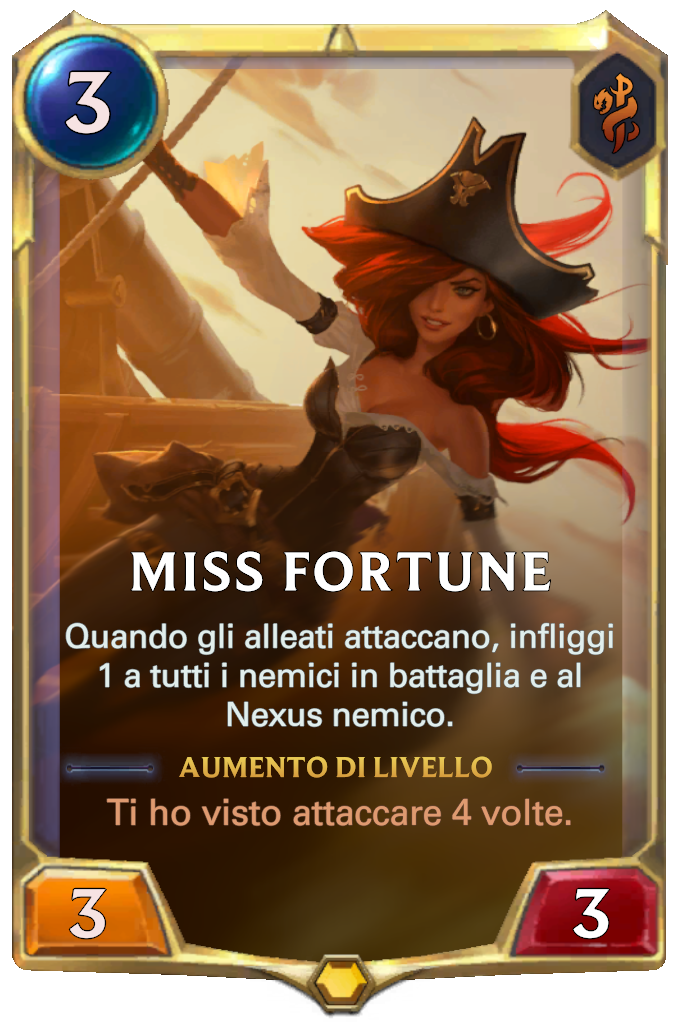 3
MISS FORTUNE
Quando gli alleati attaccano, infliggi
1 a tutti i nemici in battaglia e al
Nexus nemico.
AUMENTO DI LIVELLO
Ti ho visto attaccare 4 volte.
3
3